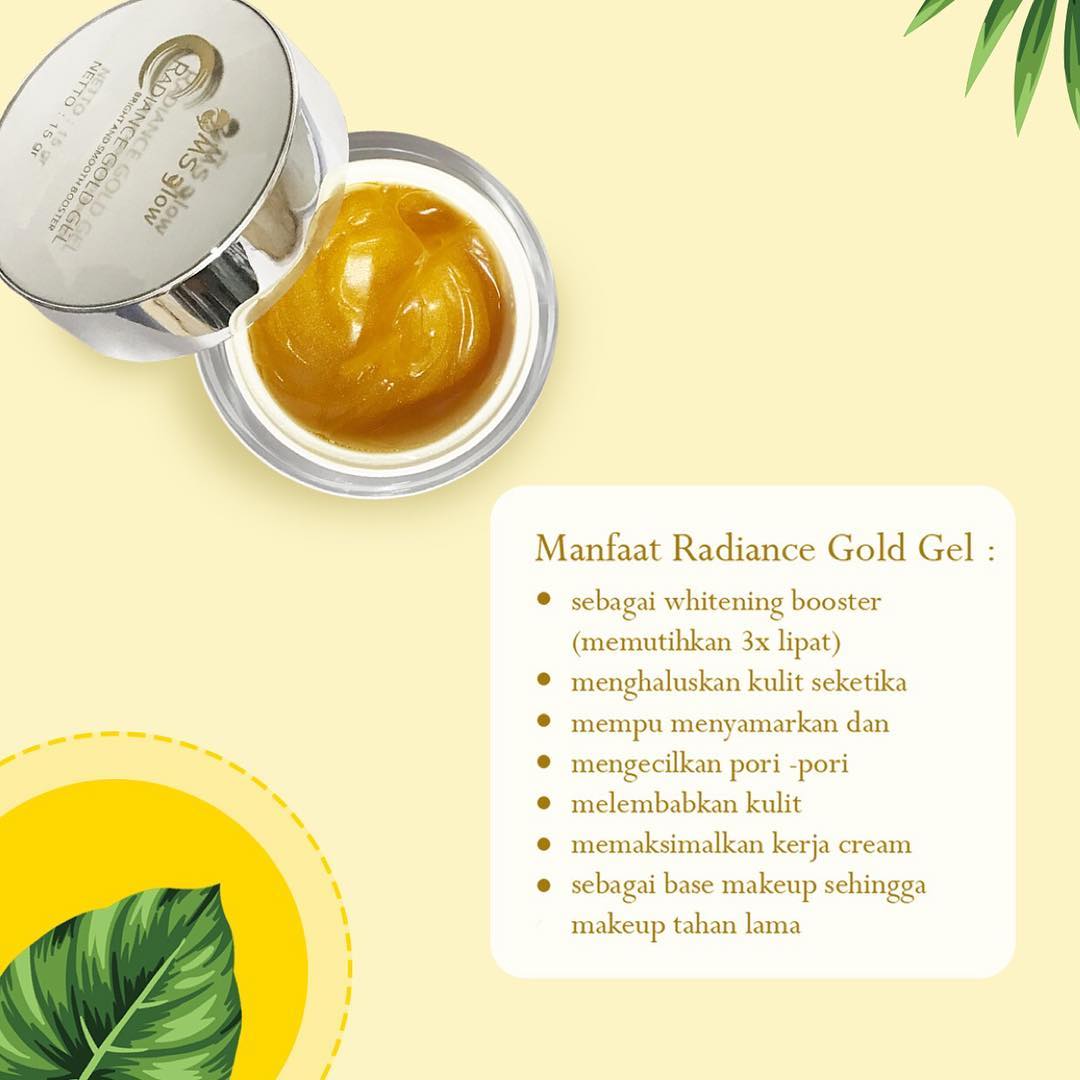 MS glow
RADIANCE GOLD GEL
BRIGHT AND SMOOTH BOOSTER
NETTO : 15 gr
Manfaat Radiance Gold Gel :
● sebagai whitening booster
(memutihkan 3x lipat)
● menghaluskan kulit seketika
● mempu menyamarkan dan
● mengecilkan pori -pori
● melembabkan kulit
● memaksimalkan kerja cream
● sebagai base makeup sehingga
makeup tahan lama